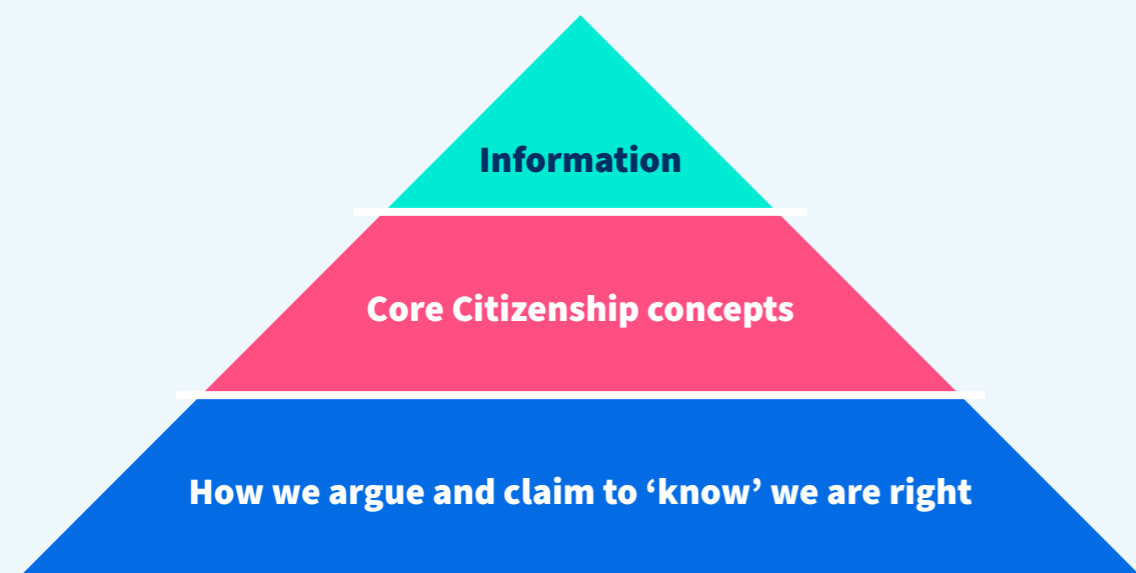 Information
Core Citizenship concepts
How we argue and claim to ‘know’ we are right